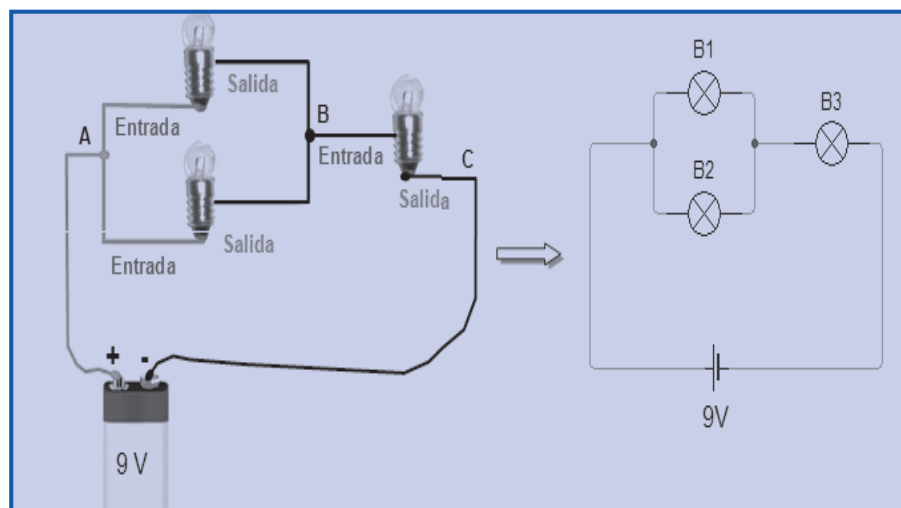 Salida
B
A
Entrada
Entrada
C
Salida
Salida
Entrada
+
-
9 V
B1
B3
B2
9V